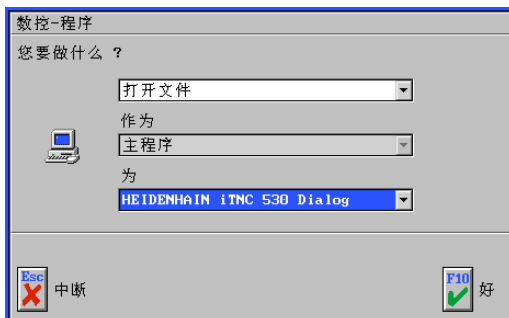 数控-程序
您要做什么 ?
打开文件
作为
主程序
为
HEIDENHAIN iTNC 530 Dialog
Esc 中断
F10 好